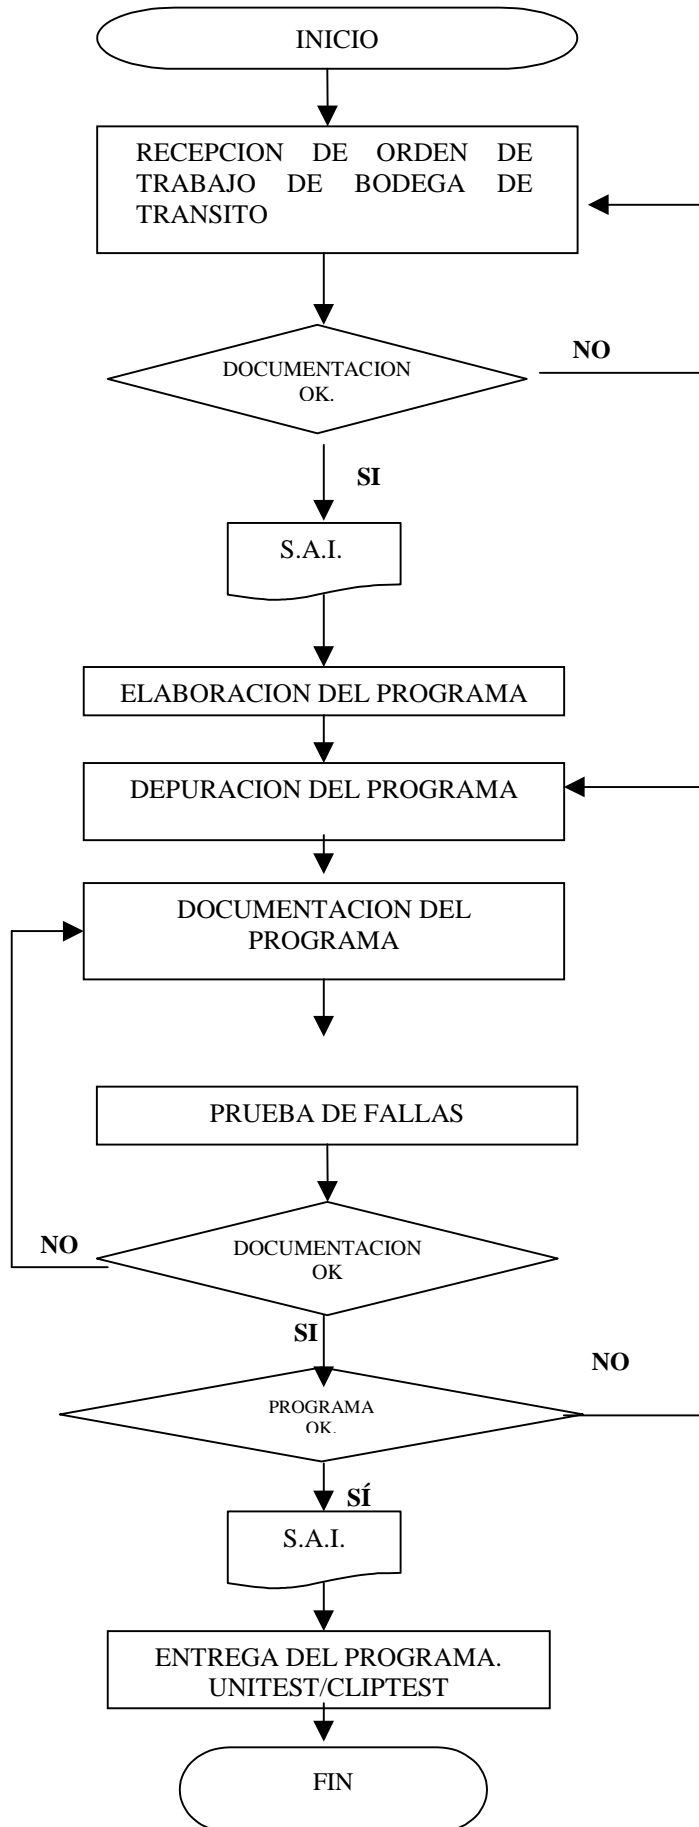 INICIO
RECEPCION DE ORDEN DE
TRABAJO DE BODEGA DE
TRANSITO
NO
DOCUMENTACION
OK.
SI
S.A.I.
ELABORACION DEL PROGRAMA
DEPURACION DEL PROGRAMA
DOCUMENTACION DEL
PROGRAMA
PRUEBA DE FALLAS
NO
DOCUMENTACION
OK
SI
NO
PROGRAMA
OK.
SÍ
S.A.I.
ENTREGA DEL PROGRAMA.
UNITEST/CLIPTEST
FIN